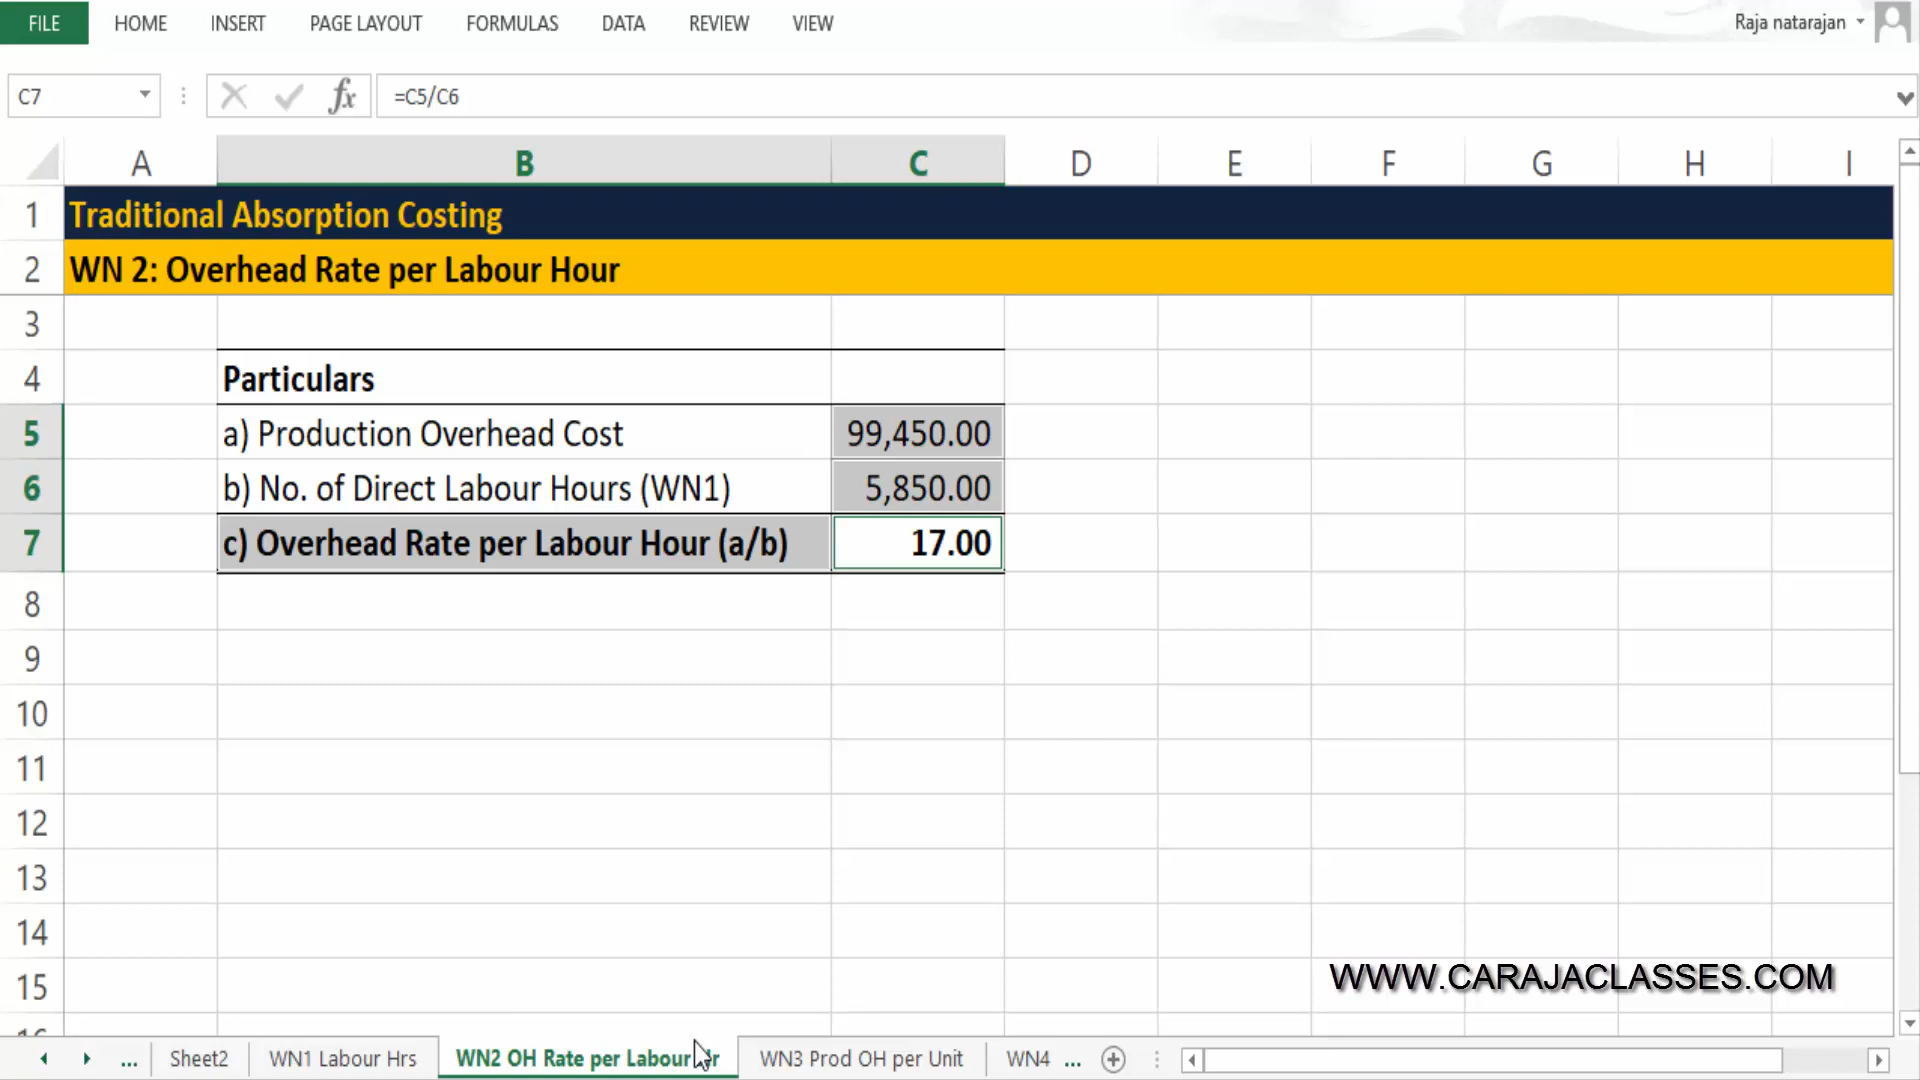 FILE HOME INSERT PAGE LAYOUT FORMULAS DATA REVIEW VIEW Raja natarajan
C7 fx =C5/C6
A B C D E F G H I
1 Traditional Absorption Costing
2 WN 2: Overhead Rate per Labour Hour
3
4 Particulars
5 a) Production Overhead Cost 99,450.00
6 b) No. of Direct Labour Hours (WN1) 5,850.00
7 c) Overhead Rate per Labour Hour (a/b) 17.00
8
9
10
11
12
13
14
WWW.CARAJACLASSES.COM
15
... Sheet2 WN1 Labour Hrs WN2 OH Rate per Labour WN3 Prod OH per Unit WN4 ...